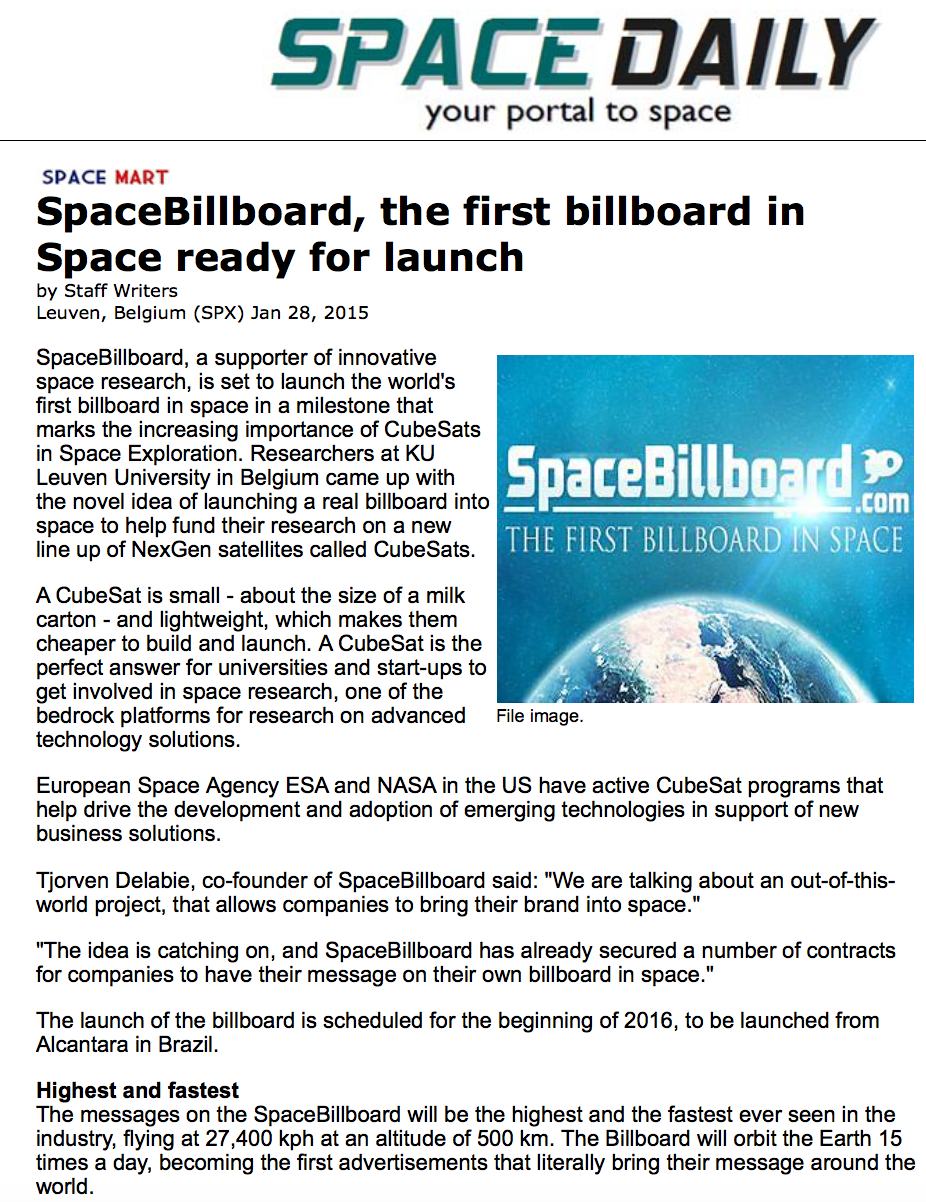 SPACE DAILY
your portal to space
SPACE MART
SpaceBillboard, the first billboard in
Space ready for launch
by Staff Writers
Leuven, Belgium (SPX) Jan 28, 2015
SpaceBillboard, a supporter of innovative
space research, is set to launch the world's
first billboard in space in a milestone that
marks the increasing importance of CubeSats
in Space Exploration. Researchers at KU
Leuven University in Belgium came up with
the novel idea of launching a real billboard into
space to help fund their research on a new
line up of NexGen satellites called CubeSats.
SpaceBillboard
.com
THE FIRST BILLBOARD IN SPACE
File image.
A CubeSat is small - about the size of a milk
carton - and lightweight, which makes them
cheaper to build and launch. A CubeSat is the
perfect answer for universities and start-ups to
get involved in space research, one of the
bedrock platforms for research on advanced
technology solutions.
European Space Agency ESA and NASA in the US have active CubeSat programs that
help drive the development and adoption of emerging technologies in support of new
business solutions.
Tjorven Delabie, co-founder of SpaceBillboard said: "We are talking about an out-of-this-
world project, that allows companies to bring their brand into space."
"The idea is catching on, and SpaceBillboard has already secured a number of contracts
for companies to have their message on their own billboard in space."
The launch of the billboard is scheduled for the beginning of 2016, to be launched from
Alcantara in Brazil.
Highest and fastest
The messages on the SpaceBillboard will be the highest and the fastest ever seen in the
industry, flying at 27,400 kph at an altitude of 500 km. The Billboard will orbit the Earth 15
times a day, becoming the first advertisements that literally bring their message around the
world.